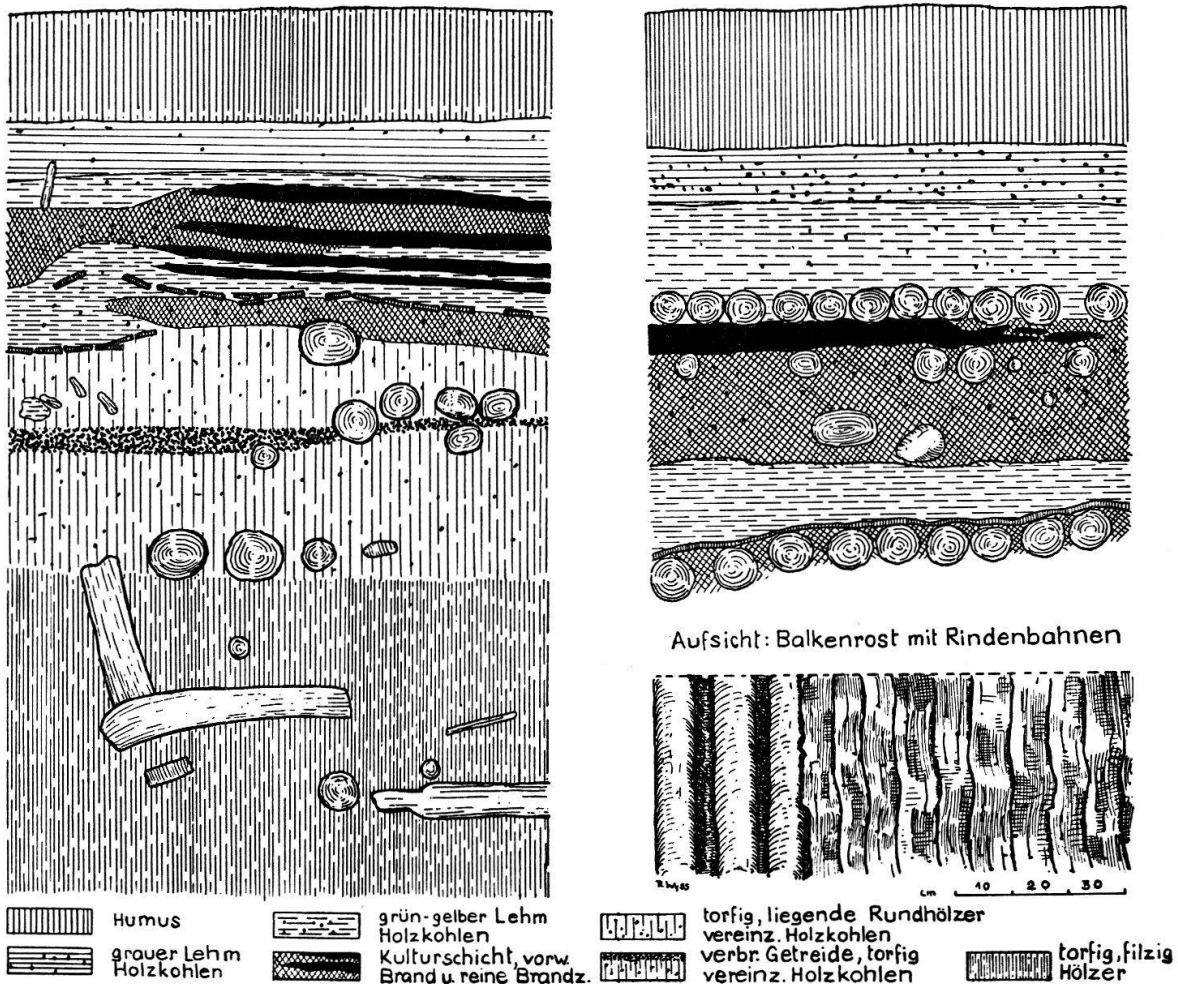 Aufsicht: Balkenrost mit Rindenbahnen
cm 10 20 30
Humus
grauer Lehm
Holzkohlen
grün-gelber Lehm
Holzkohlen
Kulturschicht, vorw.
Brand u. reine Brandz.
torfig, liegende Rundhölzer
vereinz. Holzkohlen
verbr. Getreide, torfig
vereinz. Holzkohlen
torfig, filzig
Hölzer